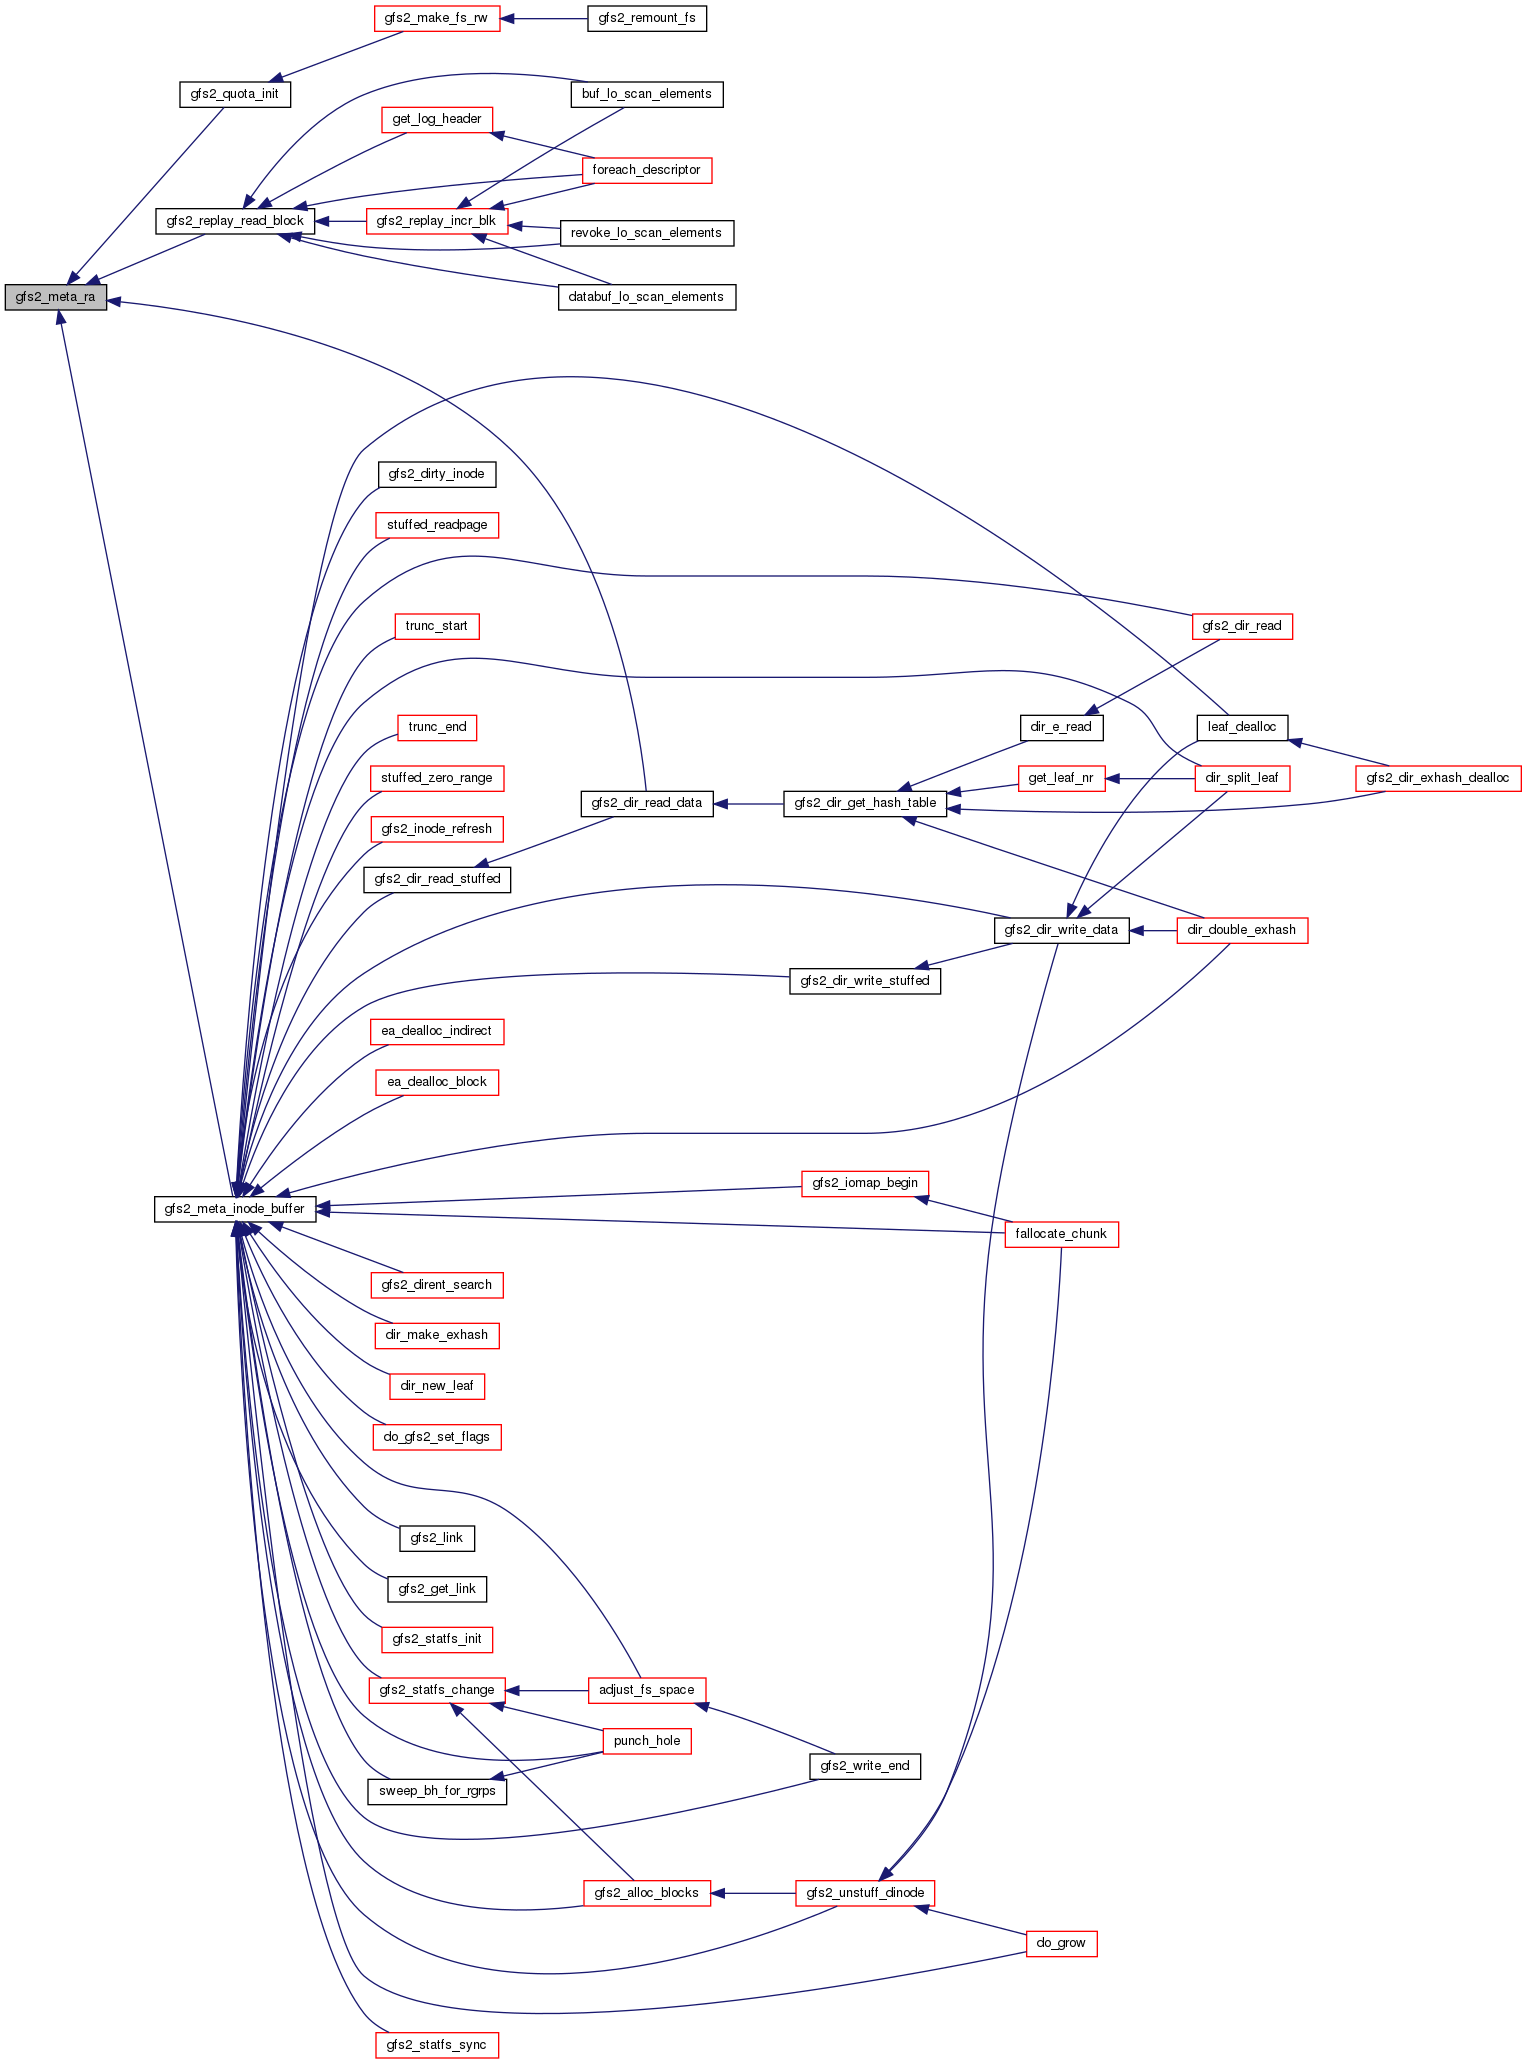 gfs2_make_fs_rw
gfs2_remount_fs
gfs2_quota_init
buf_lo_scan_elements
get_log_header
foreach_descriptor
gfs2_replay_read_block
gfs2_replay_incr_blk
revoke_lo_scan_elements
gfs2_meta_ra
databuf_lo_scan_elements
gfs2_dirty_inode
stuffed_readpage
trunc_start
gfs2_dir_read
trunc_end
dir_e_read
leaf_dealloc
stuffed_zero_range
get_leaf_nr
dir_split_leaf
gfs2_dir_exhash_dealloc
gfs2_dir_read_data
gfs2_dir_get_hash_table
gfs2_inode_refresh
gfs2_dir_read_stuffed
gfs2_dir_write_data
dir_double_exhash
gfs2_dir_write_stuffed
ea_dealloc_indirect
ea_dealloc_block
gfs2_iomap_begin
gfs2_meta_inode_buffer
fallocate_chunk
gfs2_dirent_search
dir_make_exhash
dir_new_leaf
do_gfs2_set_flags
gfs2_link
gfs2_get_link
gfs2_statfs_init
gfs2_statfs_change
adjust_fs_space
punch_hole
gfs2_write_end
sweep_bh_for_rgrps
gfs2_alloc_blocks
gfs2_unstuff_dinode
do_grow
gfs2_statfs_sync